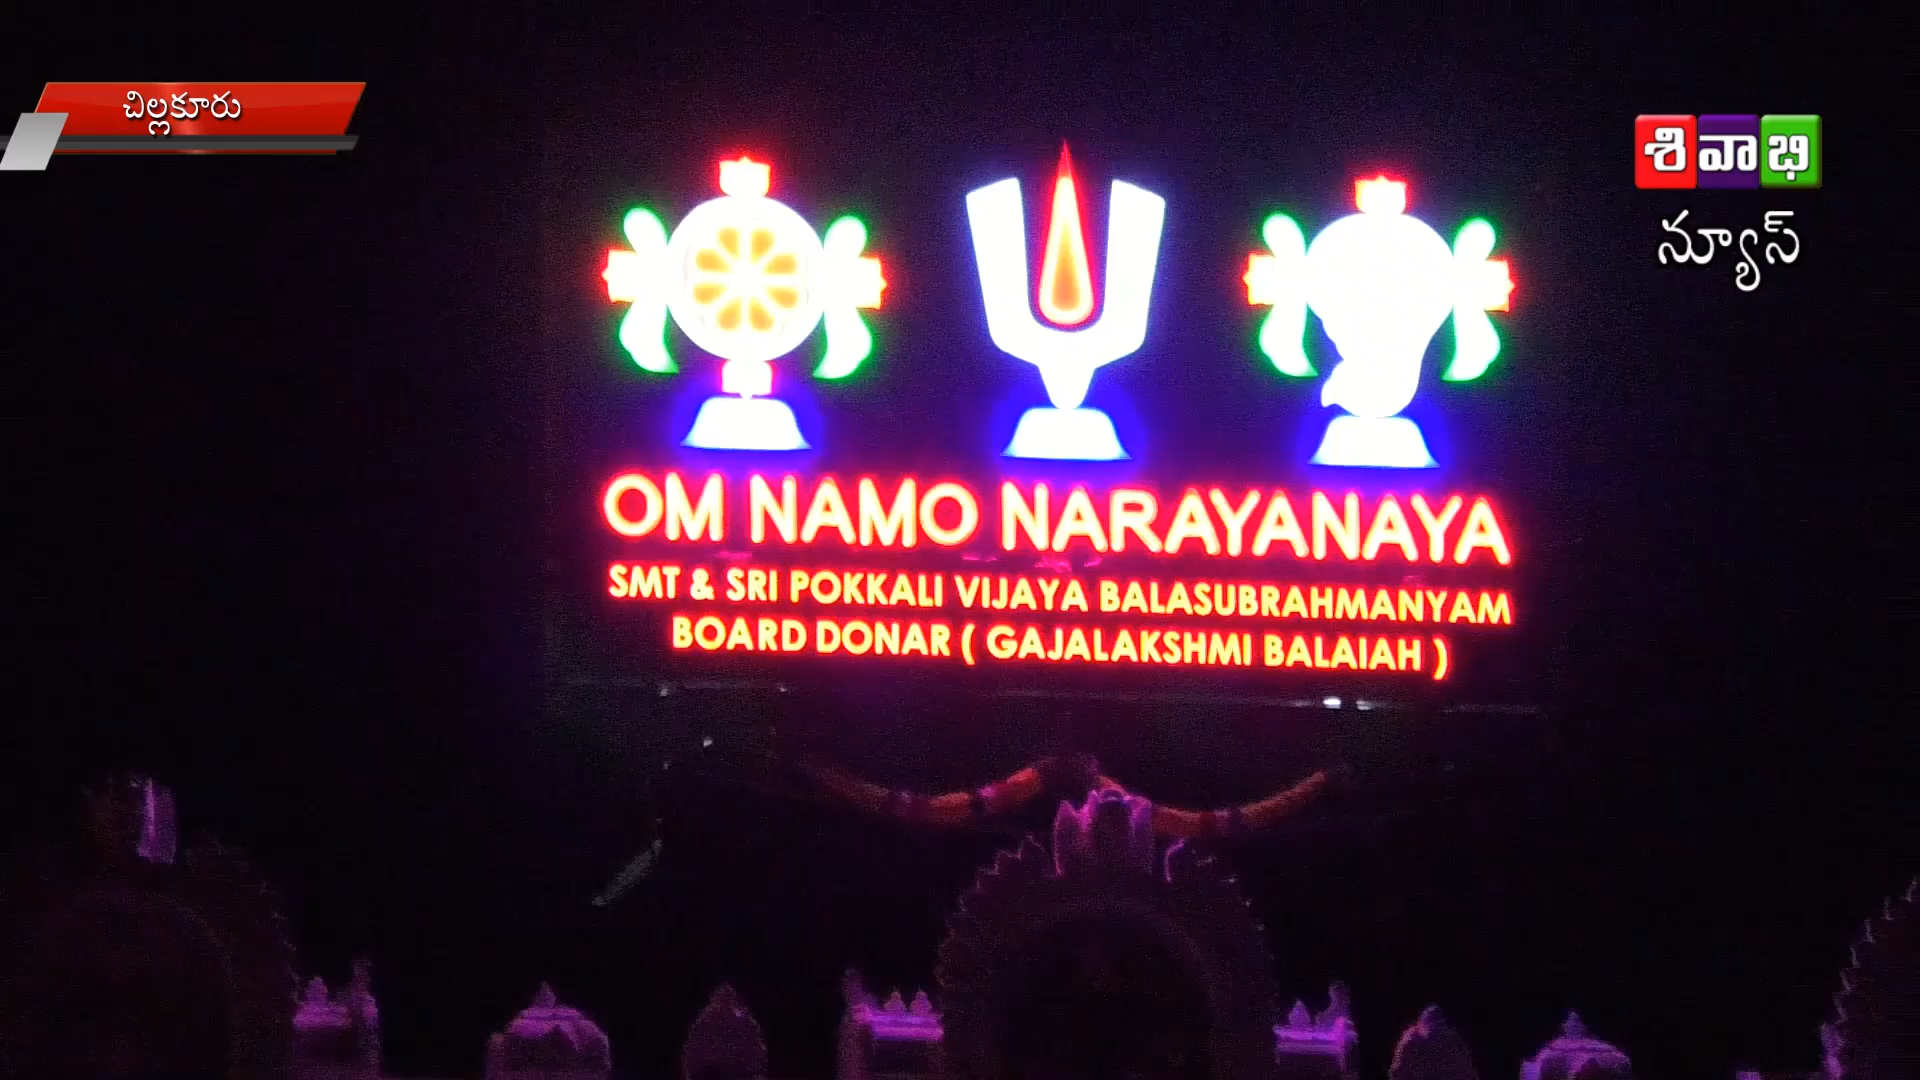 చిల్లకూరు
శివాభి
న్యూస్
OM NAMO NARAYANAYA
SMT & SRI POKKALI VIJAYA BALASUBRAHMANYAM
BOARD DONAR ( GAJALAKSHMI BALAIAH )